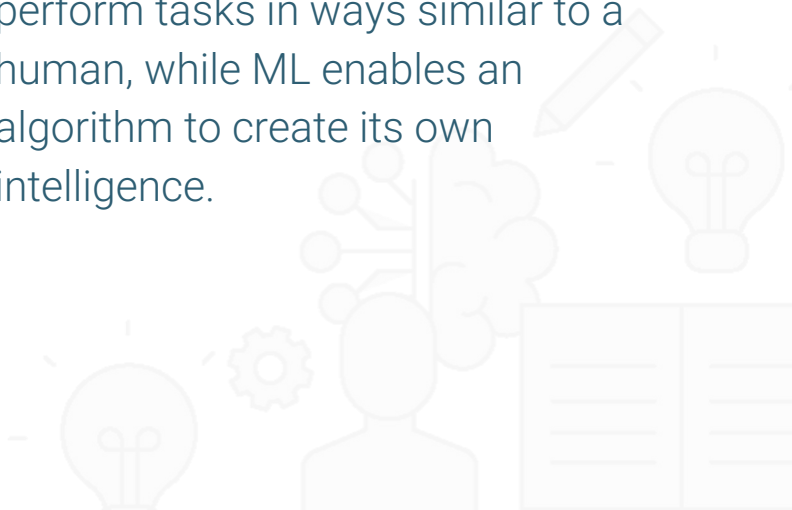 perform tasks in ways similar to a
human, while ML enables an
algorithm to create its own
intelligence.